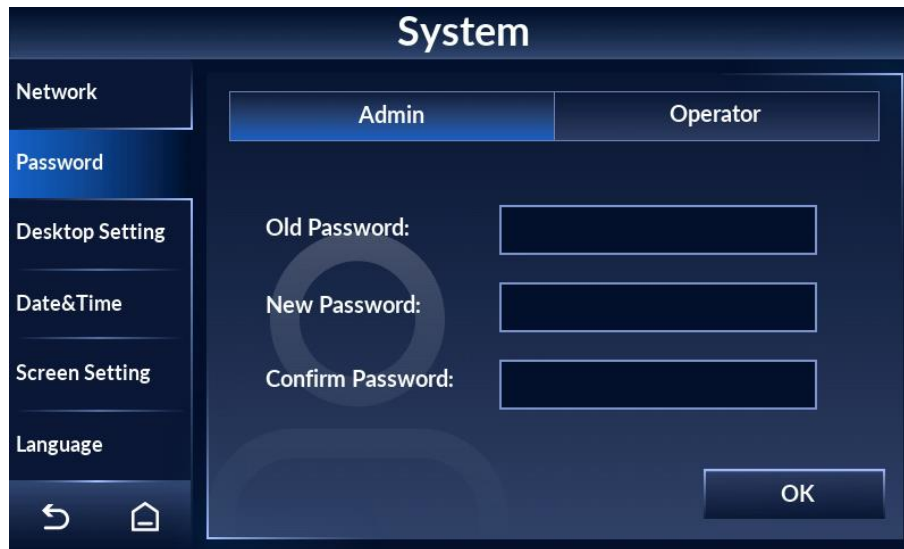 System
Network
Password
Desktop Setting
Date&Time
Screen Setting
Language
Admin
Operator
Old Password:
New Password:
Confirm Password:
OK